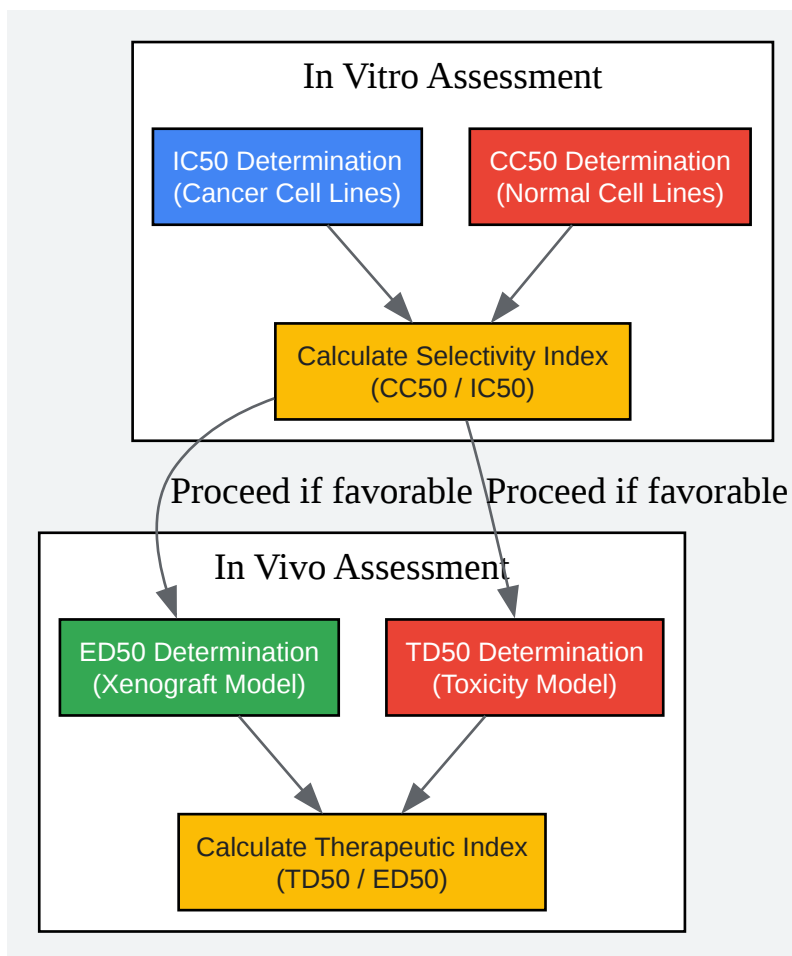 In Vitro Assessment
IC50 Determination
(Cancer Cell Lines)
CC50 Determination
(Normal Cell Lines)
Calculate Selectivity Index
(CC50 / IC50)
Proceed if favorable
Proceed if favorable
In Vivo Assessment
ED50 Determination
(Xenograft Model)
TD50 Determination
(Toxicity Model)
Calculate Therapeutic Index
(TD50 / ED50)